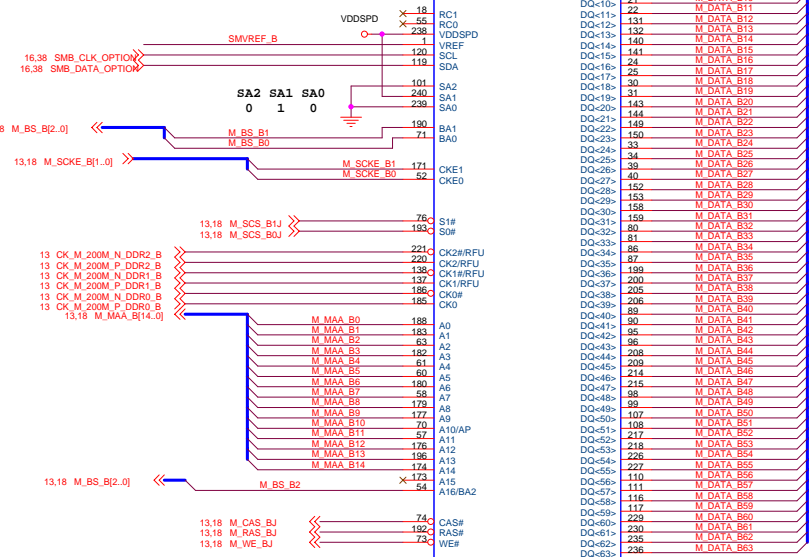 VDDSPD
18 RC1
55 RC0
238 VDDSPD
SMVREF_B 1 VREF
16,38 SMB_CLK_OPTION 120 SCL
16,38 SMB_DATA_OPTION 119 SDA
SA2 SA1 SA0
0 1 0
101 SA2
240 SA1
239 SA0
8 M_BS_B[2..0]
M_BS_B1 190 BA1
M_BS_B0 71 BA0
13,18 M_SCKE_B[1..0]
M_SCKE_B1 171 CKE1
M_SCKE_B0 52 CKE0
13,18 M_SCS_B1J 76 S1#
13,18 M_SCS_B0J 193 S0#
13 CK_M_200M_N_DDR2_B 221 CK2#/RFU
13 CK_M_200M_P_DDR2_B 220 CK2/RFU
13 CK_M_200M_N_DDR1_B 138 CK1#/RFU
13 CK_M_200M_P_DDR1_B 137 CK1/RFU
13 CK_M_200M_N_DDR0_B 186 CK0#
13 CK_M_200M_P_DDR0_B 185 CK0
13,18 M_MAA_B[14..0]
M_MAA_B0 188 A0
M_MAA_B1 183 A1
M_MAA_B2 63 A2
M_MAA_B3 182 A3
M_MAA_B4 61 A4
M_MAA_B5 60 A5
M_MAA_B6 180 A6
M_MAA_B7 58 A7
M_MAA_B8 179 A8
M_MAA_B9 177 A9
M_MAA_B10 70 A10/AP
M_MAA_B11 57 A11
M_MAA_B12 176 A12
M_MAA_B13 196 A13
M_MAA_B14 174 A14
173 A15
13,18 M_BS_B[2..0] M_BS_B2 54 A16/BA2
13,18 M_CAS_BJ 74 CAS#
13,18 M_RAS_BJ 192 RAS#
13,18 M_WE_BJ 73 WE#
DQ<10>
DQ<11> 22 M_DATA_B11
DQ<12> 131 M_DATA_B12
DQ<13> 132 M_DATA_B13
DQ<14> 140 M_DATA_B14
DQ<15> 141 M_DATA_B15
DQ<16> 24 M_DATA_B16
DQ<17> 25 M_DATA_B17
DQ<18> 30 M_DATA_B18
DQ<19> 31 M_DATA_B19
DQ<20> 143 M_DATA_B20
DQ<21> 144 M_DATA_B21
DQ<22> 149 M_DATA_B22
DQ<23> 150 M_DATA_B23
DQ<24> 33 M_DATA_B24
DQ<25> 34 M_DATA_B25
DQ<26> 39 M_DATA_B26
DQ<27> 40 M_DATA_B27
DQ<28> 152 M_DATA_B28
DQ<29> 153 M_DATA_B29
DQ<30> 158 M_DATA_B30
DQ<31> 159 M_DATA_B31
DQ<32> 80 M_DATA_B32
DQ<33> 81 M_DATA_B33
DQ<34> 86 M_DATA_B34
DQ<35> 87 M_DATA_B35
DQ<36> 199 M_DATA_B36
DQ<37> 200 M_DATA_B37
DQ<38> 205 M_DATA_B38
DQ<39> 206 M_DATA_B39
DQ<40> 89 M_DATA_B40
DQ<41> 90 M_DATA_B41
DQ<42> 95 M_DATA_B42
DQ<43> 96 M_DATA_B43
DQ<44> 208 M_DATA_B44
DQ<45> 209 M_DATA_B45
DQ<46> 214 M_DATA_B46
DQ<47> 215 M_DATA_B47
DQ<48> 98 M_DATA_B48
DQ<49> 99 M_DATA_B49
DQ<50> 107 M_DATA_B50
DQ<51> 108 M_DATA_B51
DQ<52> 217 M_DATA_B52
DQ<53> 218 M_DATA_B53
DQ<54> 226 M_DATA_B54
DQ<55> 227 M_DATA_B55
DQ<56> 110 M_DATA_B56
DQ<57> 111 M_DATA_B57
DQ<58> 116 M_DATA_B58
DQ<59> 117 M_DATA_B59
DQ<60> 229 M_DATA_B60
DQ<61> 230 M_DATA_B61
DQ<62> 235 M_DATA_B62
DQ<63> 236 M_DATA_B63